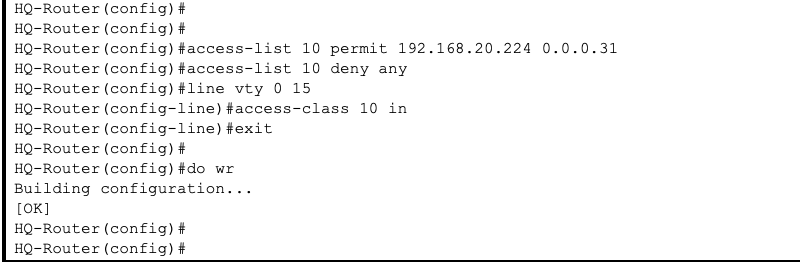 HQ-Router(config)#
HQ-Router(config)#
HQ-Router(config)#access-list 10 permit 192.168.20.224 0.0.0.31
HQ-Router(config)#access-list 10 deny any
HQ-Router(config)#line vty 0 15
HQ-Router(config-line)#access-class 10 in
HQ-Router(config-line)#exit
HQ-Router(config)#
HQ-Router(config)#do wr
Building configuration...
[OK]
HQ-Router(config)#
HQ-Router(config)#